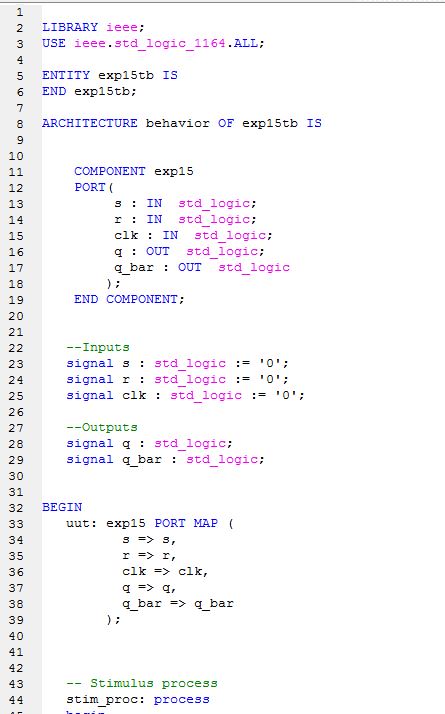 1
2 LIBRARY ieee;
3 USE ieee.std_logic_1164.ALL;
4
5 ENTITY exp15tb IS
6 END exp15tb;
7
8 ARCHITECTURE behavior OF exp15tb IS
9
10
11 COMPONENT exp15
12 PORT(
13 s : IN std_logic;
14 r : IN std_logic;
15 clk : IN std_logic;
16 q : OUT std_logic;
17 q_bar : OUT std_logic
18 );
19 END COMPONENT;
20
21
22 --Inputs
23 signal s : std_logic := '0';
24 signal r : std_logic := '0';
25 signal clk : std_logic := '0';
26
27 --Outputs
28 signal q : std_logic;
29 signal q_bar : std_logic;
30
31
32 BEGIN
33 uut: exp15 PORT MAP (
34 s => s,
35 r => r,
36 clk => clk,
37 q => q,
38 q_bar => q_bar
39 );
40
41
42
43 -- Stimulus process
44 stim_proc: process
45 begin